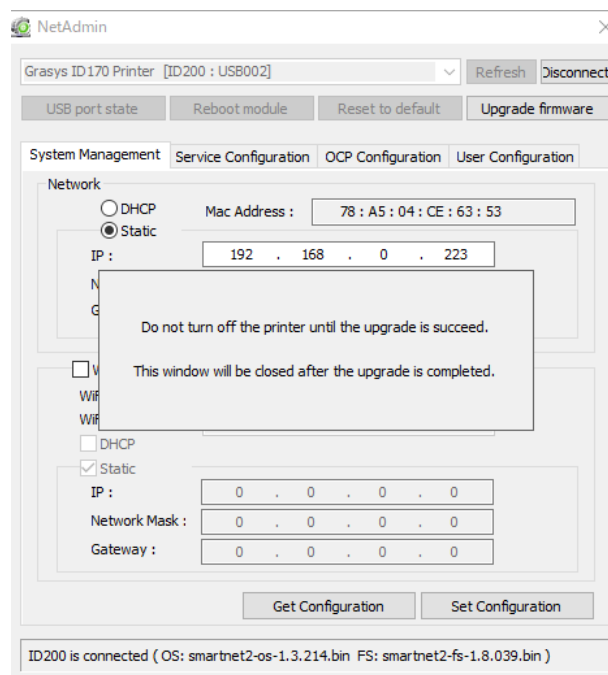 NetAdmin
Grasys ID170 Printer [ID200 : USB002] Refresh Disconnect
USB port state Reboot module Reset to default Upgrade firmware
System Management Service Configuration OCP Configuration User Configuration
Network
DHCP Mac Address : 78 : A5 : 04 : CE : 63 : 53
Static
IP : 192 . 168 . 0 . 223
Do not turn off the printer until the upgrade is succeed.
This window will be closed after the upgrade is completed.
DHCP
Static
IP : 0 . 0 . 0 . 0
Network Mask : 0 . 0 . 0 . 0
Gateway : 0 . 0 . 0 . 0
Get Configuration Set Configuration
ID200 is connected ( OS: smartnet2-os-1.3.214.bin FS: smartnet2-fs-1.8.039.bin )